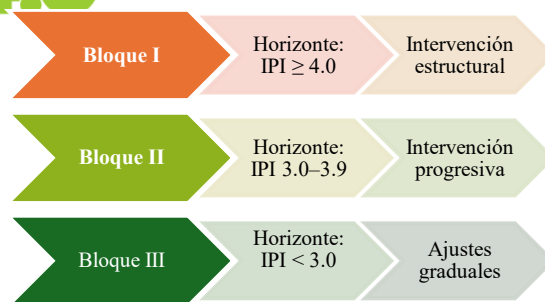 Bloque I
Horizonte:
IPI ≥ 4.0
Intervención
estructural
Bloque II
Horizonte:
IPI 3.0–3.9
Intervención
progresiva
Bloque III
Horizonte:
IPI < 3.0
Ajustes
graduales